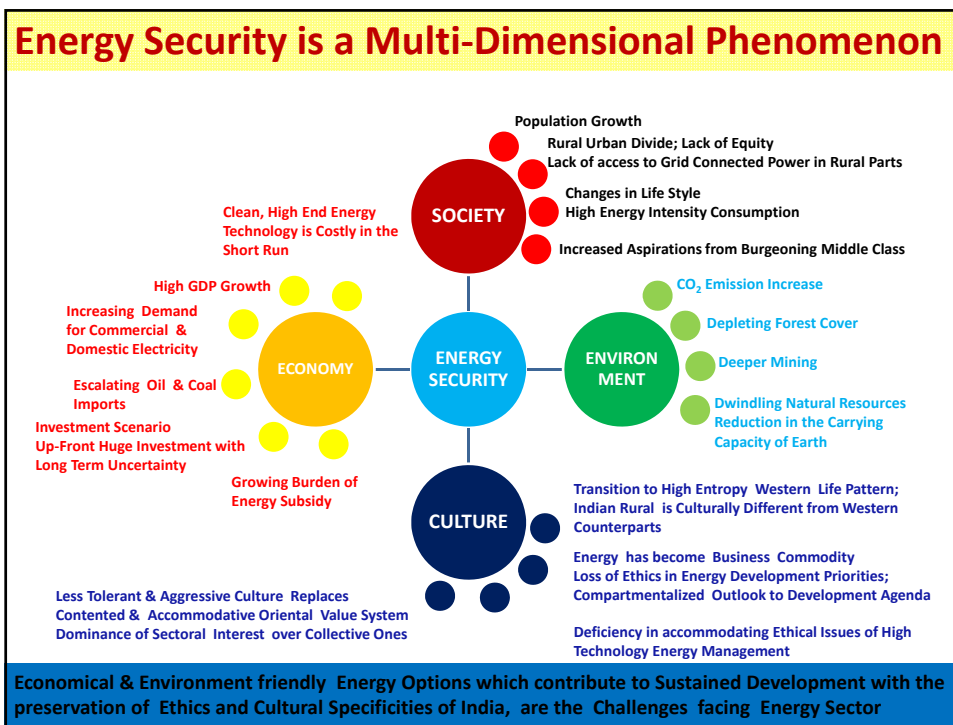 Energy Security is a Multi-Dimensional Phenomenon
Population Growth
Rural Urban Divide; Lack of Equity
Lack of access to Grid Connected Power in Rural Parts
Changes in Life Style
High Energy Intensity Consumption
Increased Aspirations from Burgeoning Middle Class
SOCIETY
Clean, High End Energy
Technology is Costly in the
Short Run
High GDP Growth
Increasing Demand
for Commercial &
Domestic Electricity
Escalating Oil & Coal
Imports
Investment Scenario
Up-Front Huge Investment with
Long Term Uncertainty
Growing Burden of
Energy Subsidy
ECONOMY
ENERGY
SECURITY
ENVIRON
MENT
CO₂ Emission Increase
Depleting Forest Cover
Deeper Mining
Dwindling Natural Resources
Reduction in the Carrying
Capacity of Earth
CULTURE
Transition to High Entropy Western Life Pattern;
Indian Rural is Culturally Different from Western
Counterparts
Energy has become Business Commodity
Loss of Ethics in Energy Development Priorities;
Compartmentalized Outlook to Development Agenda
Deficiency in accommodating Ethical Issues of High
Technology Energy Management
Less Tolerant & Aggressive Culture Replaces
Contented & Accommodative Oriental Value System
Dominance of Sectoral Interest over Collective Ones
Economical & Environment friendly Energy Options which contribute to Sustained Development with the
preservation of Ethics and Cultural Specificities of India, are the Challenges facing Energy Sector